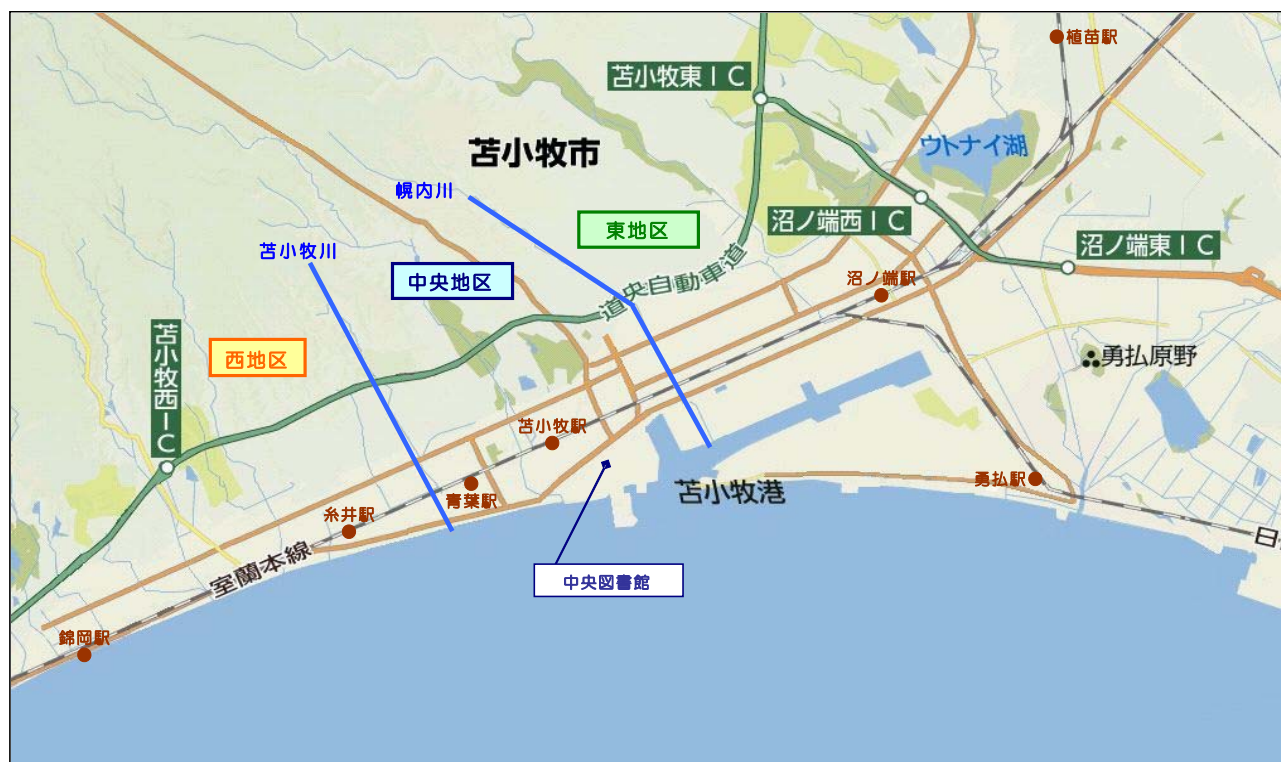 植苗駅
苫小牧東IC
苫小牧市
ウトナイ湖
幌内川
沼ノ端西IC
東地区
沼ノ端東IC
苫小牧川
中央地区
道央自動車道
沼ノ端駅
苫小牧西IC
西地区
勇払原野
苫小牧駅
苫小牧港
勇払駅
青葉駅
糸井駅
室蘭本線
日
中央図書館
錦岡駅